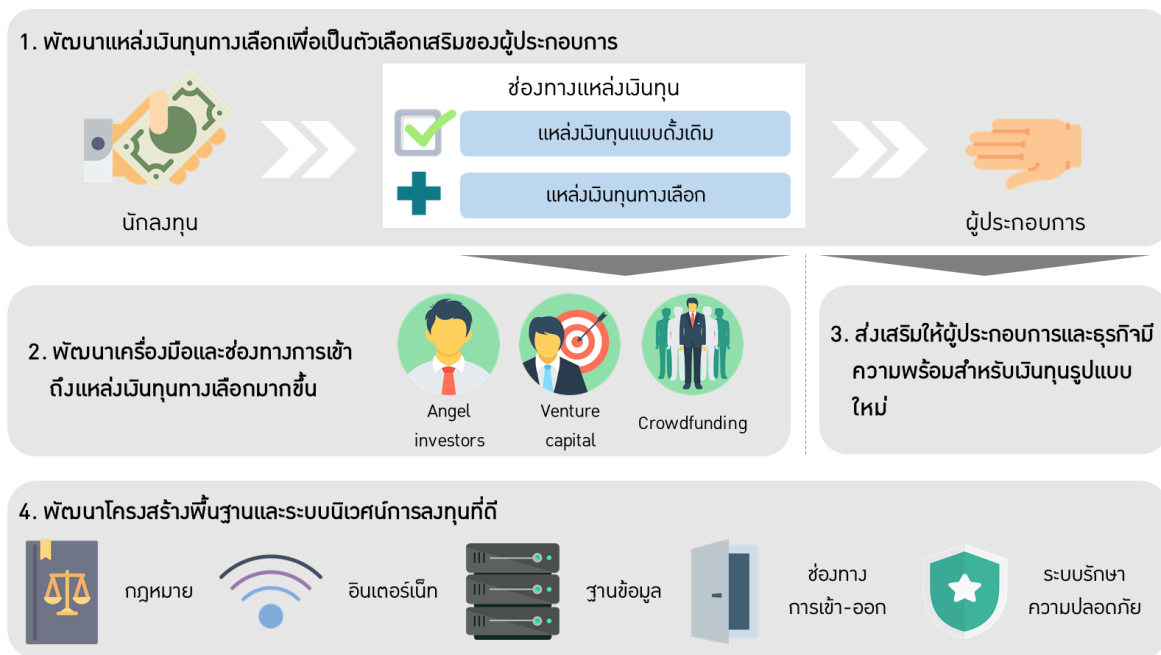 1. พัฒนาแหล่งเงินทุนทางเลือกเพื่อเป็นตัวเลือกเสริมของผู้ประกอบการ
ช่องทางแหล่งเงินทุน
แหล่งเงินทุนแบบดั้งเดิม
แหล่งเงินทุนทางเลือก
นักลงทุน
ผู้ประกอบการ
2. พัฒนาเครื่องมือและช่องทางการเข้า
ถึงแหล่งเงินทุนทางเลือกมากขึ้น
Angel
investors
Venture
capital
Crowdfunding
3. ส่งเสริมให้ผู้ประกอบการและธุรกิจมี
ความพร้อมสำหรับเงินทุนรูปแบบ
ใหม่
4. พัฒนาโครงสร้างพื้นฐานและระบบนิเวศน์การลงทุนที่ดี
กฎหมาย
อินเตอร์เน็ท
ฐานข้อมูล
ช่องทาง
การเข้า-ออก
ระบบรักษา
ความปลอดภัย